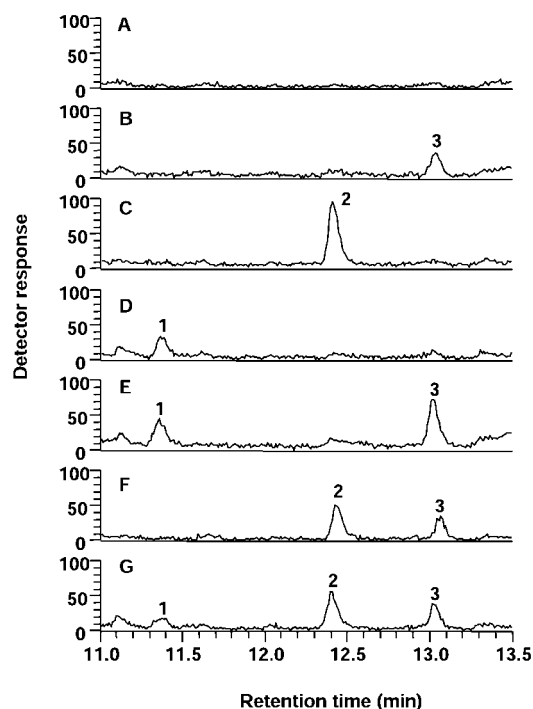 100 A
50
0
100 B
50 3
0
100 C 2
50
0
100 D
50 1
0
100 E
50 1 3
0
100 F
50 2 3
0
100 G
50 1 2 3
0
11.0 11.5 12.0 12.5 13.0 13.5
Detector response
Retention time (min)